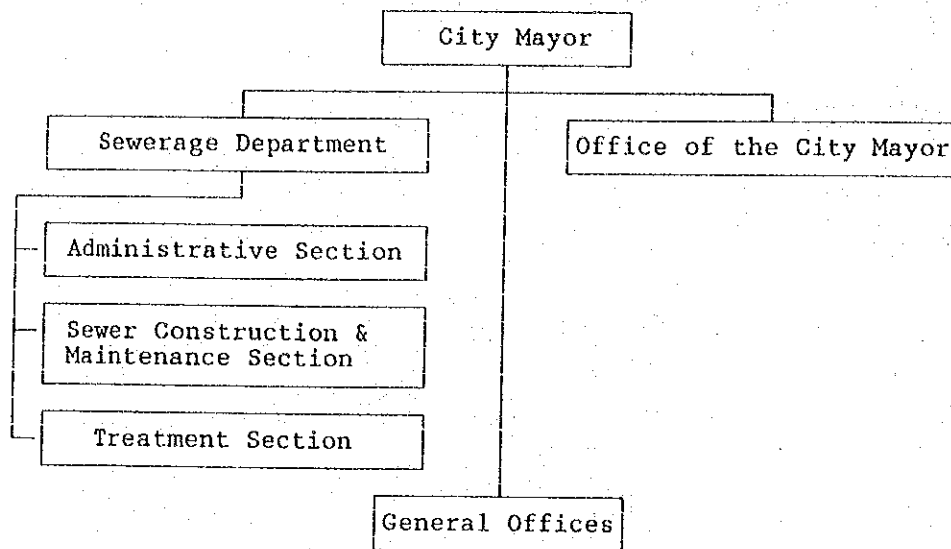 City Mayor
Sewerage Department
Office of the City Mayor
Administrative Section
Sewer Construction &
Maintenance Section
Treatment Section
General Offices